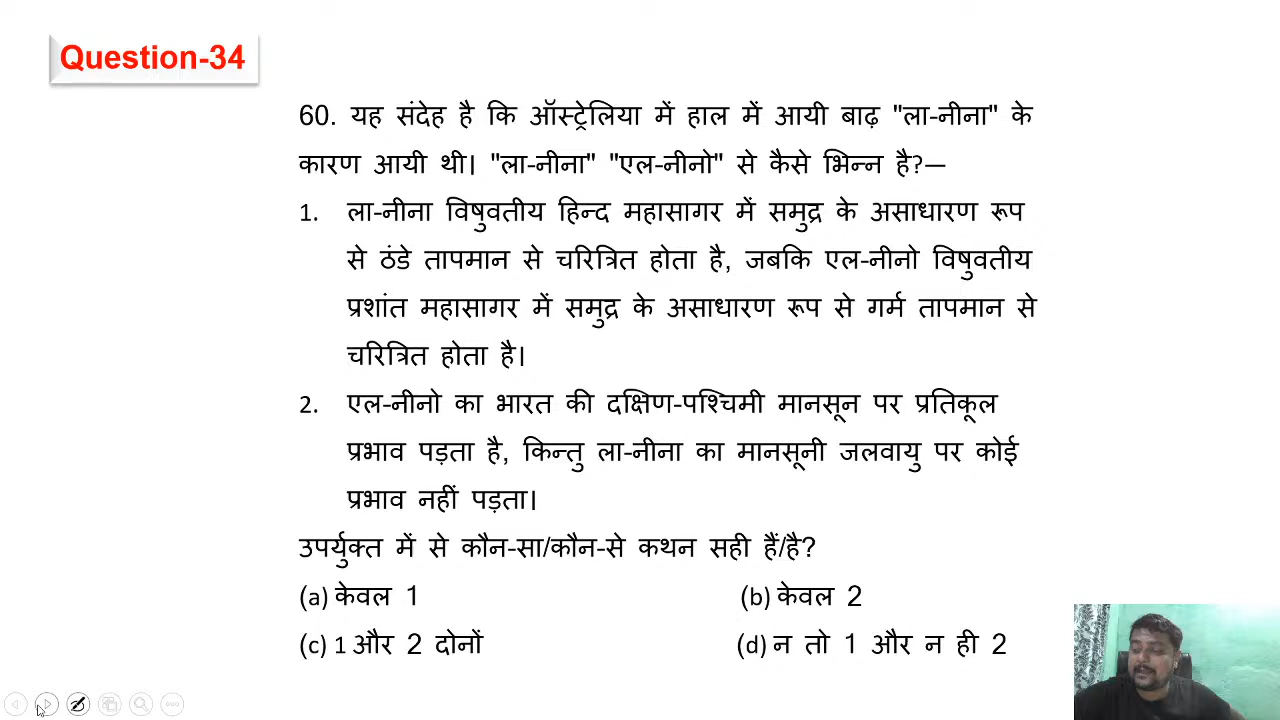 Question-34
60. यह संदेह है कि ऑस्ट्रेलिया में हाल में आयी बाढ़ "ला-नीना" के
कारण आयी थी। "ला-नीना" "एल-नीनो" से कैसे भिन्न है?—
1. ला-नीना विषुवतीय हिन्द महासागर में समुद्र के असाधारण रूप
से ठंडे तापमान से चरित्रित होता है, जबकि एल-नीनो विषुवतीय
प्रशांत महासागर में समुद्र के असाधारण रूप से गर्म तापमान से
चरित्रित होता है।
2. एल-नीनो का भारत की दक्षिण-पश्चिमी मानसून पर प्रतिकूल
प्रभाव पड़ता है, किन्तु ला-नीना का मानसूनी जलवायु पर कोई
प्रभाव नहीं पड़ता।
उपर्युक्त में से कौन-सा/कौन-से कथन सही हैं/है?
(a) केवल 1 (b) केवल 2
(c) 1 और 2 दोनों (d) न तो 1 और न ही 2